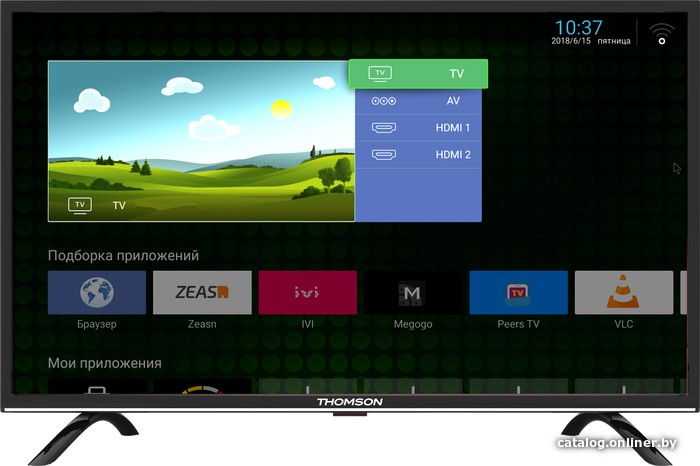 10:37
2018/6/15 пятница
TV TV
AV
HDMI 1
HDMI 2
TV TV
Подборка приложений
ZEASN
ivi
M
TV
Браузер
Zeasn
IVI
Megogo
Peers TV
VLC
Мои приложения
THOMSON
catalog.onliner.by